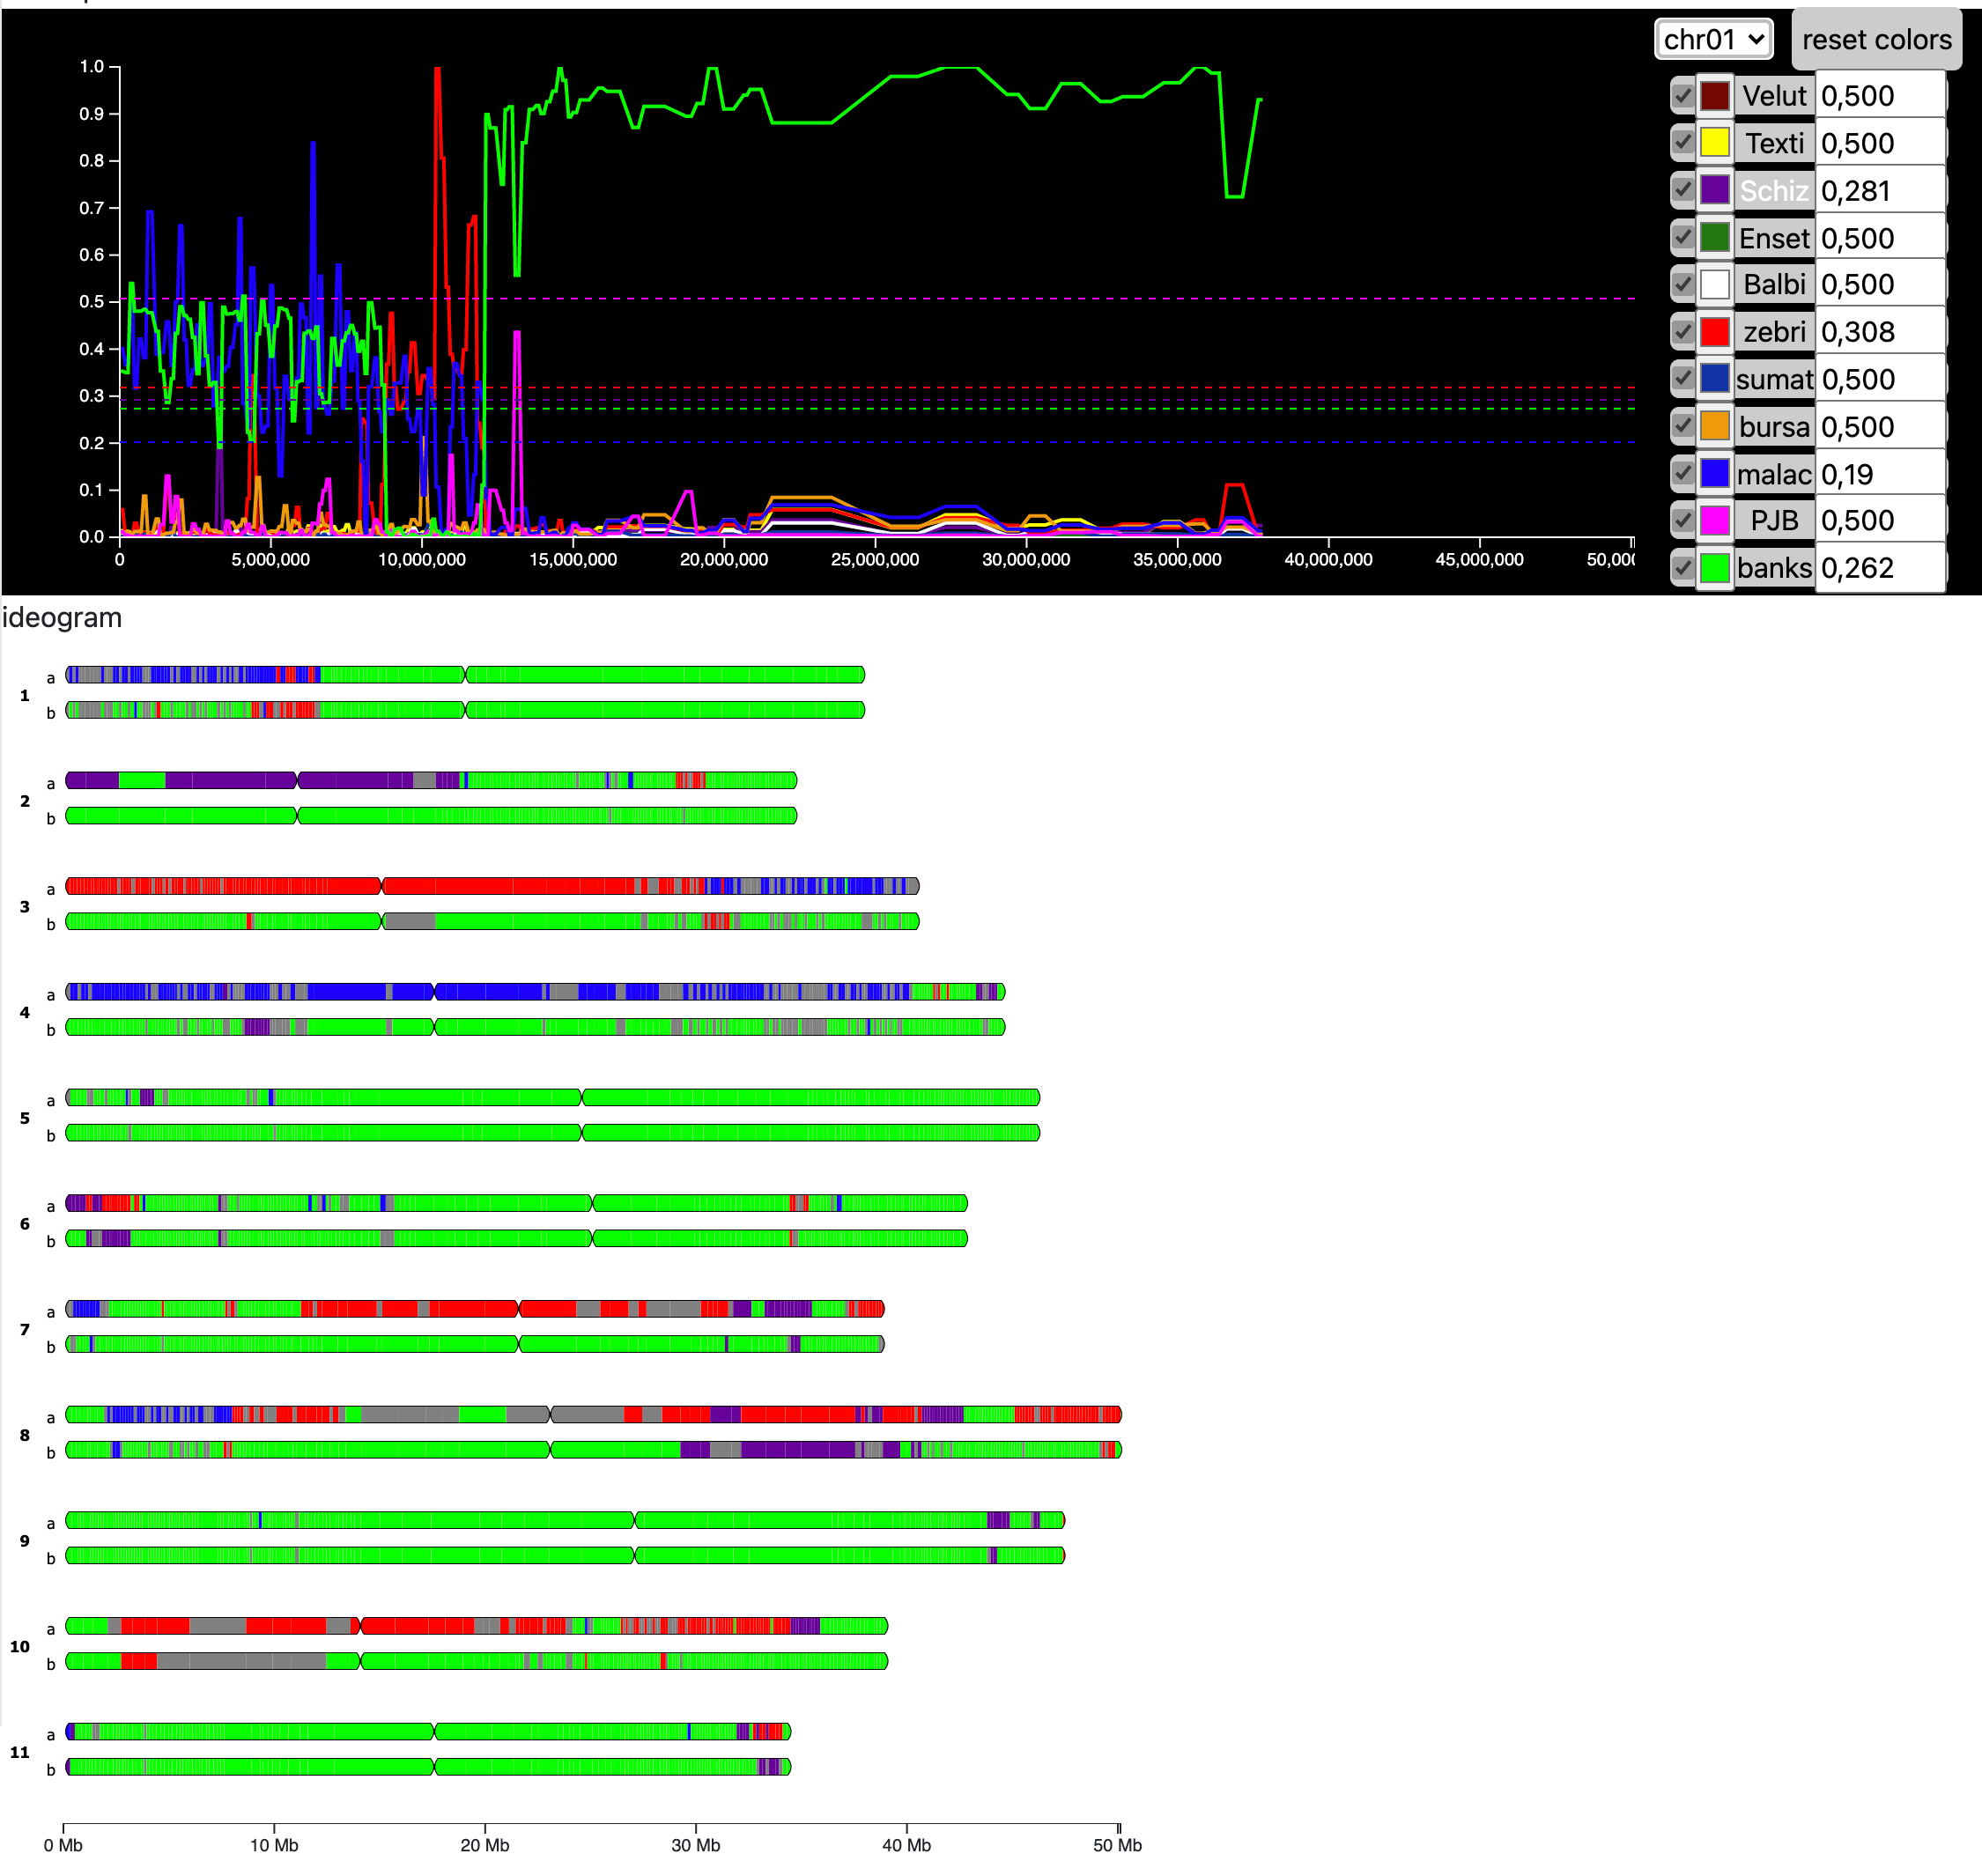 chr01 reset colors
1.0
0.9
0.8
0.7
0.6
0.5
0.4
0.3
0.2
0.1
0.0
0 5,000,000 10,000,000 15,000,000 20,000,000 25,000,000 30,000,000 35,000,000 40,000,000 45,000,000 50,00
Velut 0,500
Texti 0,500
Schiz 0,281
Enset 0,500
Balbi 0,500
zebri 0,308
sumat 0,500
bursa 0,500
malac 0,19
PJB 0,500
banks 0,262
ideogram
a
1
b
a
2
b
a
3
b
a
4
b
a
5
b
a
6
b
a
7
b
a
8
b
a
9
b
a
10
b
a
11
b
0 Mb 10 Mb 20 Mb 30 Mb 40 Mb 50 Mb